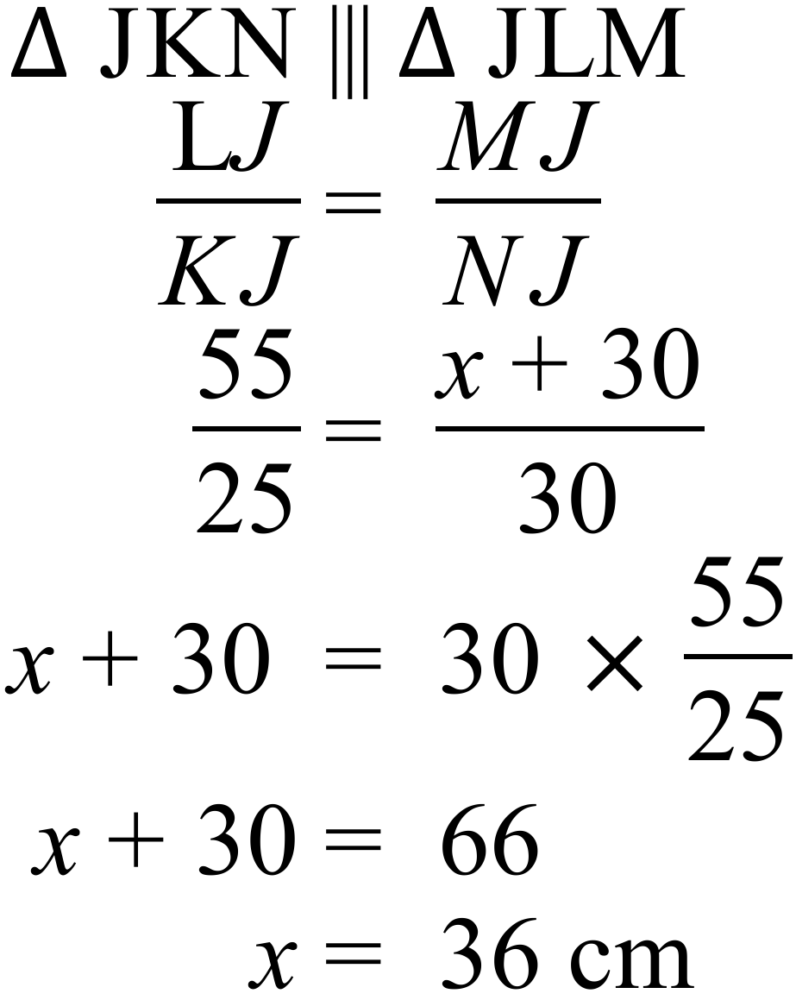 Δ JKN ||| Δ JLM
LJ/KJ = MJ/NJ
55/25 = x + 30/30
x + 30 = 30 × 55/25
x + 30 = 66
x = 36 cm